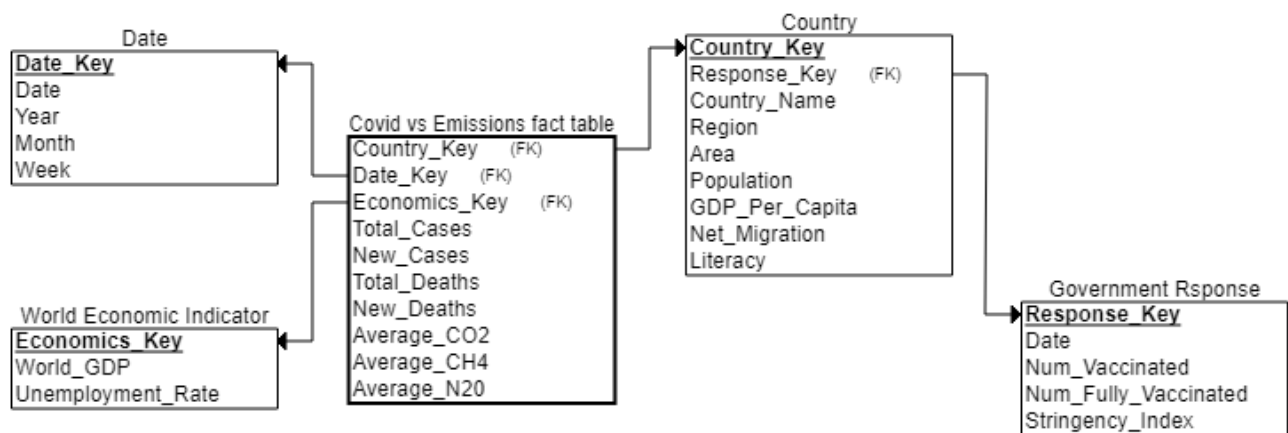 Date
Date_Key
Date
Year
Month
Week
World Economic Indicator
Economics_Key
World_GDP
Unemployment_Rate
Covid vs Emissions fact table
Country_Key (FK)
Date_Key (FK)
Economics_Key (FK)
Total_Cases
New_Cases
Total_Deaths
New_Deaths
Average_CO2
Average_CH4
Average_N20
Country
Country_Key
Response_Key (FK)
Country_Name
Region
Area
Population
GDP_Per_Capita
Net_Migration
Literacy
Government Rsponse
Response_Key
Date
Num_Vaccinated
Num_Fully_Vaccinated
Stringency_Index